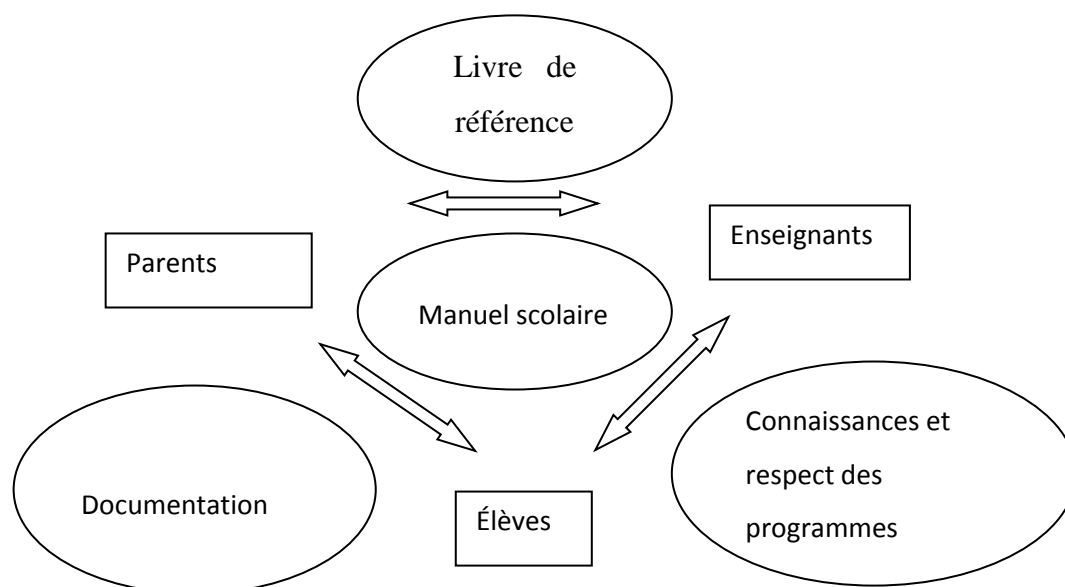 Livre de
référence
Enseignants
Parents
Manuel scolaire
Connaissances et
respect des
programmes
Documentation
Élèves